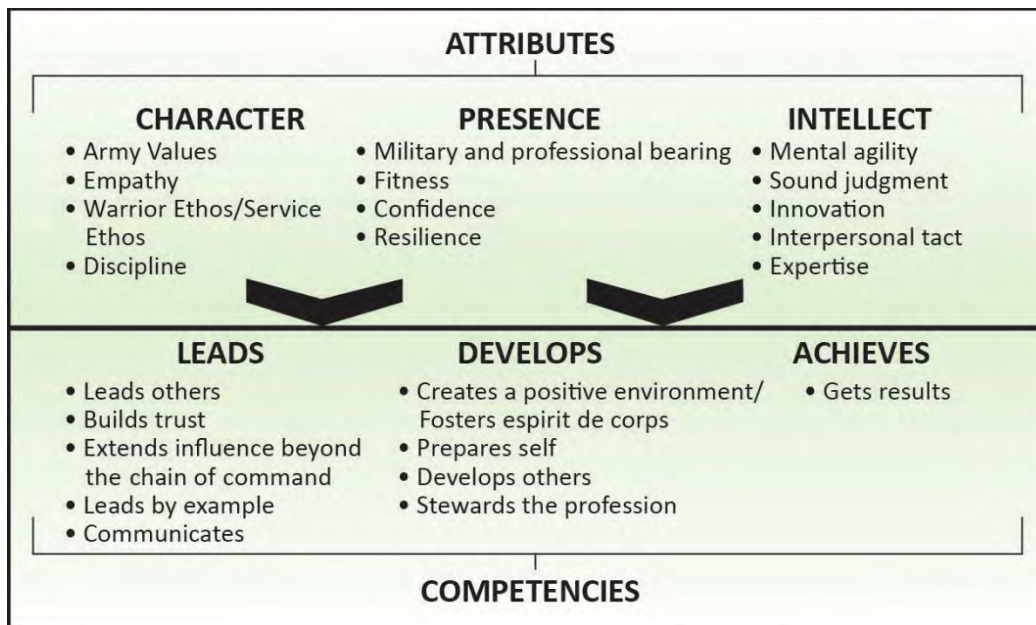 ATTRIBUTES
CHARACTER
• Army Values
• Empathy
• Warrior Ethos/Service
Ethos
• Discipline
PRESENCE
• Military and professional bearing
• Fitness
• Confidence
• Resilience
INTELLECT
• Mental agility
• Sound judgment
• Innovation
• Interpersonal tact
• Expertise
LEADS
• Leads others
• Builds trust
• Extends influence beyond
the chain of command
• Leads by example
• Communicates
DEVELOPS
• Creates a positive environment/
Fosters espirit de corps
• Prepares self
• Develops others
• Stewards the profession
ACHIEVES
• Gets results
COMPETENCIES